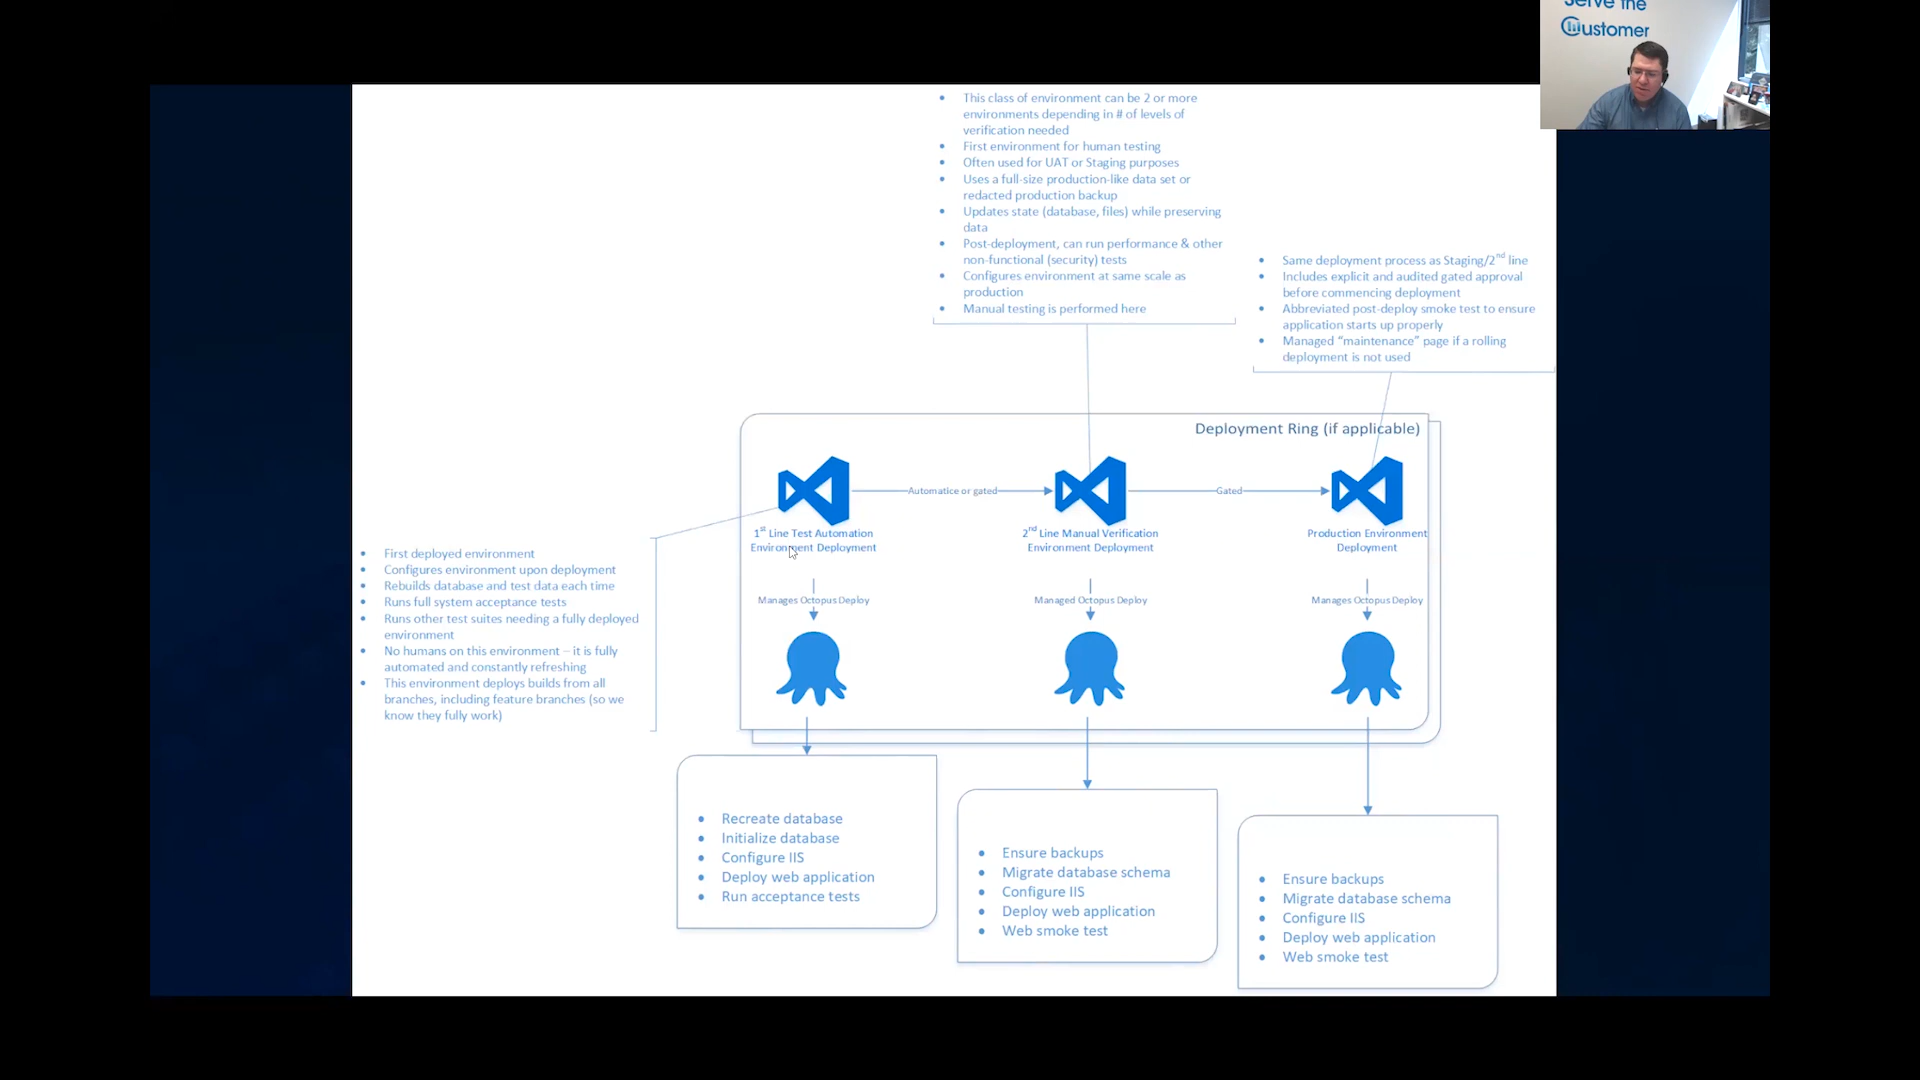 Serve the
Customer
This class of environment can be 2 or more
environments depending in # of levels of
verification needed
First environment for human testing
Often used for UAT or Staging purposes
Uses a full-size production-like data set or
redacted production backup
Updates state (database, files) while preserving
data
Post-deployment, can run performance & other
non-functional (security) tests
Configures environment at same scale as
production
Manual testing is performed here
Same deployment process as Staging/2nd line
Includes explicit and audited gated approval
before commencing deployment
Abbreviated post-deploy smoke test to ensure
application starts up properly
Managed “maintenance” page if a rolling
deployment is not used
Deployment Ring (if applicable)
Automatice or gated
Gated
1st Line Test Automation
Environment Deployment
2nd Line Manual Verification
Environment Deployment
Production Environment
Deployment
First deployed environment
Configures environment upon deployment
Rebuilds database and test data each time
Runs full system acceptance tests
Runs other test suites needing a fully deployed
environment
No humans on this environment – it is fully
automated and constantly refreshing
This environment deploys builds from all
branches, including feature branches (so we
know they fully work)
Manages Octopus Deploy
Managed Octopus Deploy
Manages Octopus Deploy
Recreate database
Initialize database
Configure IIS
Deploy web application
Run acceptance tests
Ensure backups
Migrate database schema
Configure IIS
Deploy web application
Web smoke test
Ensure backups
Migrate database schema
Configure IIS
Deploy web application
Web smoke test